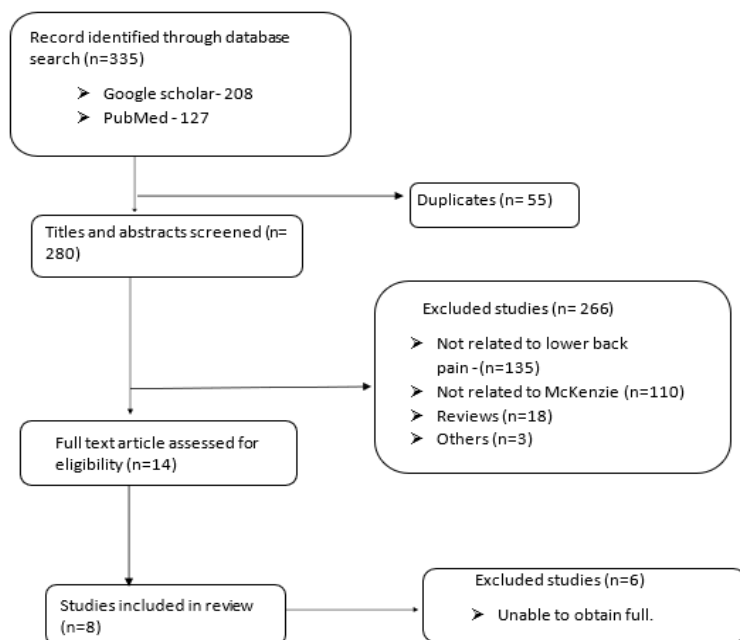 Record identified through database
search (n=335)
➢ Google scholar- 208
➢ PubMed - 127
Duplicates (n= 55)
Titles and abstracts screened (n=
280)
Excluded studies (n= 266)
➢ Not related to lower back
pain -(n=135)
➢ Not related to McKenzie (n=110)
➢ Reviews (n=18)
➢ Others (n=3)
Full text article assessed for
eligibility (n=14)
Excluded studies (n=6)
➢ Unable to obtain full.
Studies included in review
(n=8)